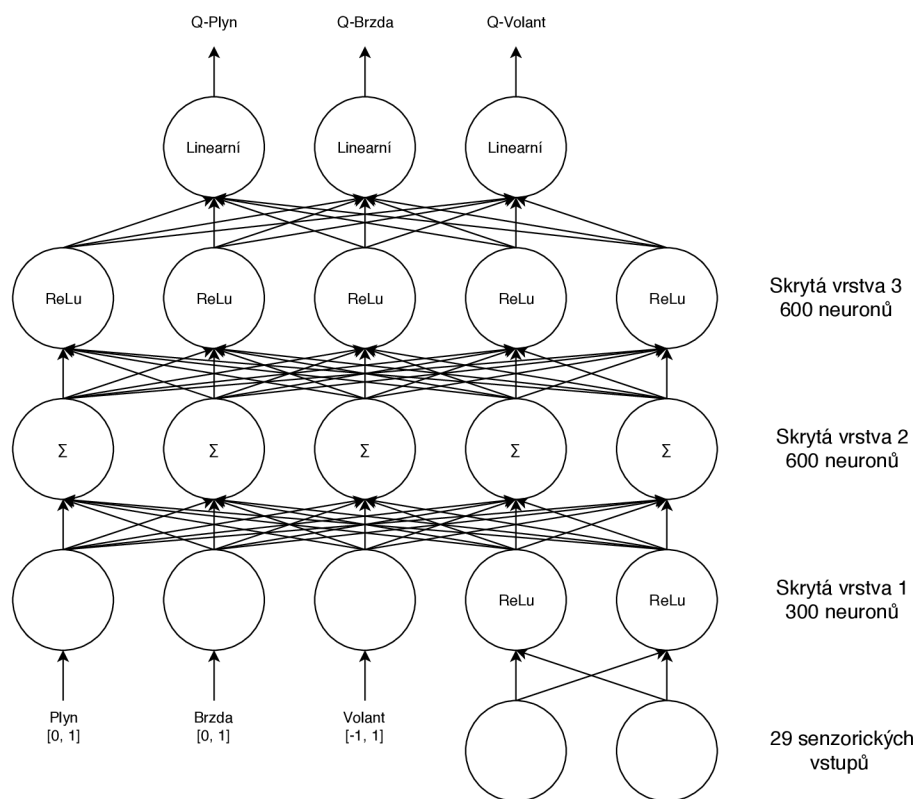 Q-Plyn Q-Brzda Q-Volant
Linearní Linearní Linearní
ReLu ReLu ReLu ReLu ReLu
Skrytá vrstva 3
600 neuronů
Σ Σ Σ Σ Σ
Skrytá vrstva 2
600 neuronů
ReLu ReLu
Skrytá vrstva 1
300 neuronů
Plyn
[0, 1]
Brzda
[0, 1]
Volant
[-1, 1]
29 senzorických
vstupů